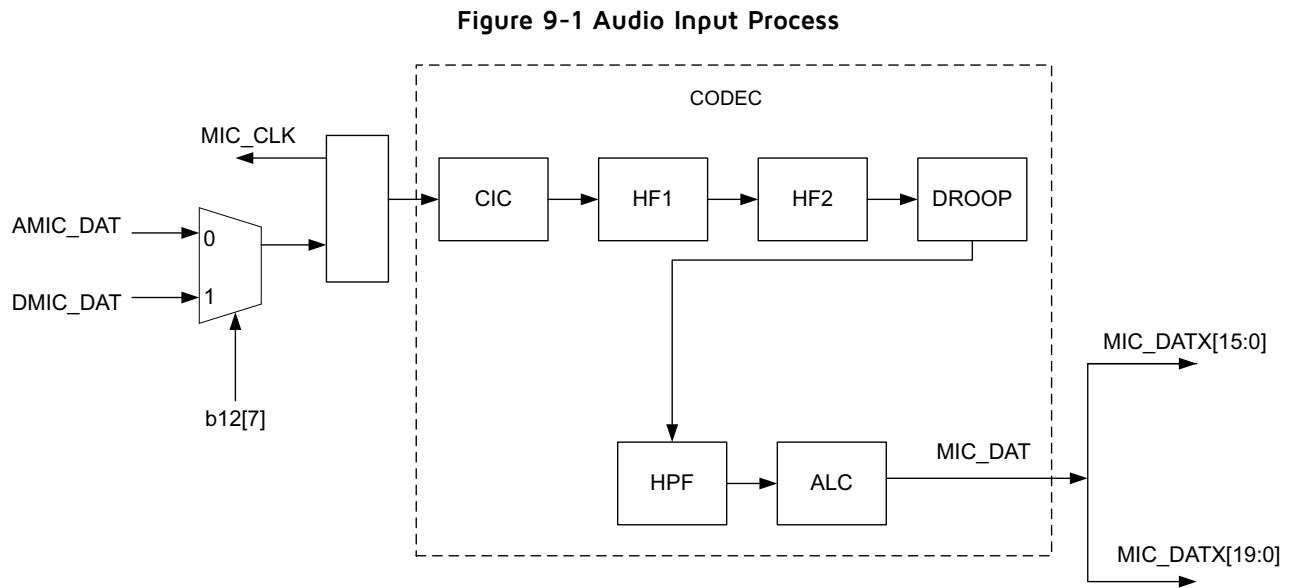 Figure 9-1 Audio Input Process
CODEC
MIC_CLK
CIC
HF1
HF2
DROOP
AMIC_DAT
0
DMIC_DAT
1
b12[7]
MIC_DATX[15:0]
HPF
ALC
MIC_DAT
MIC_DATX[19:0]